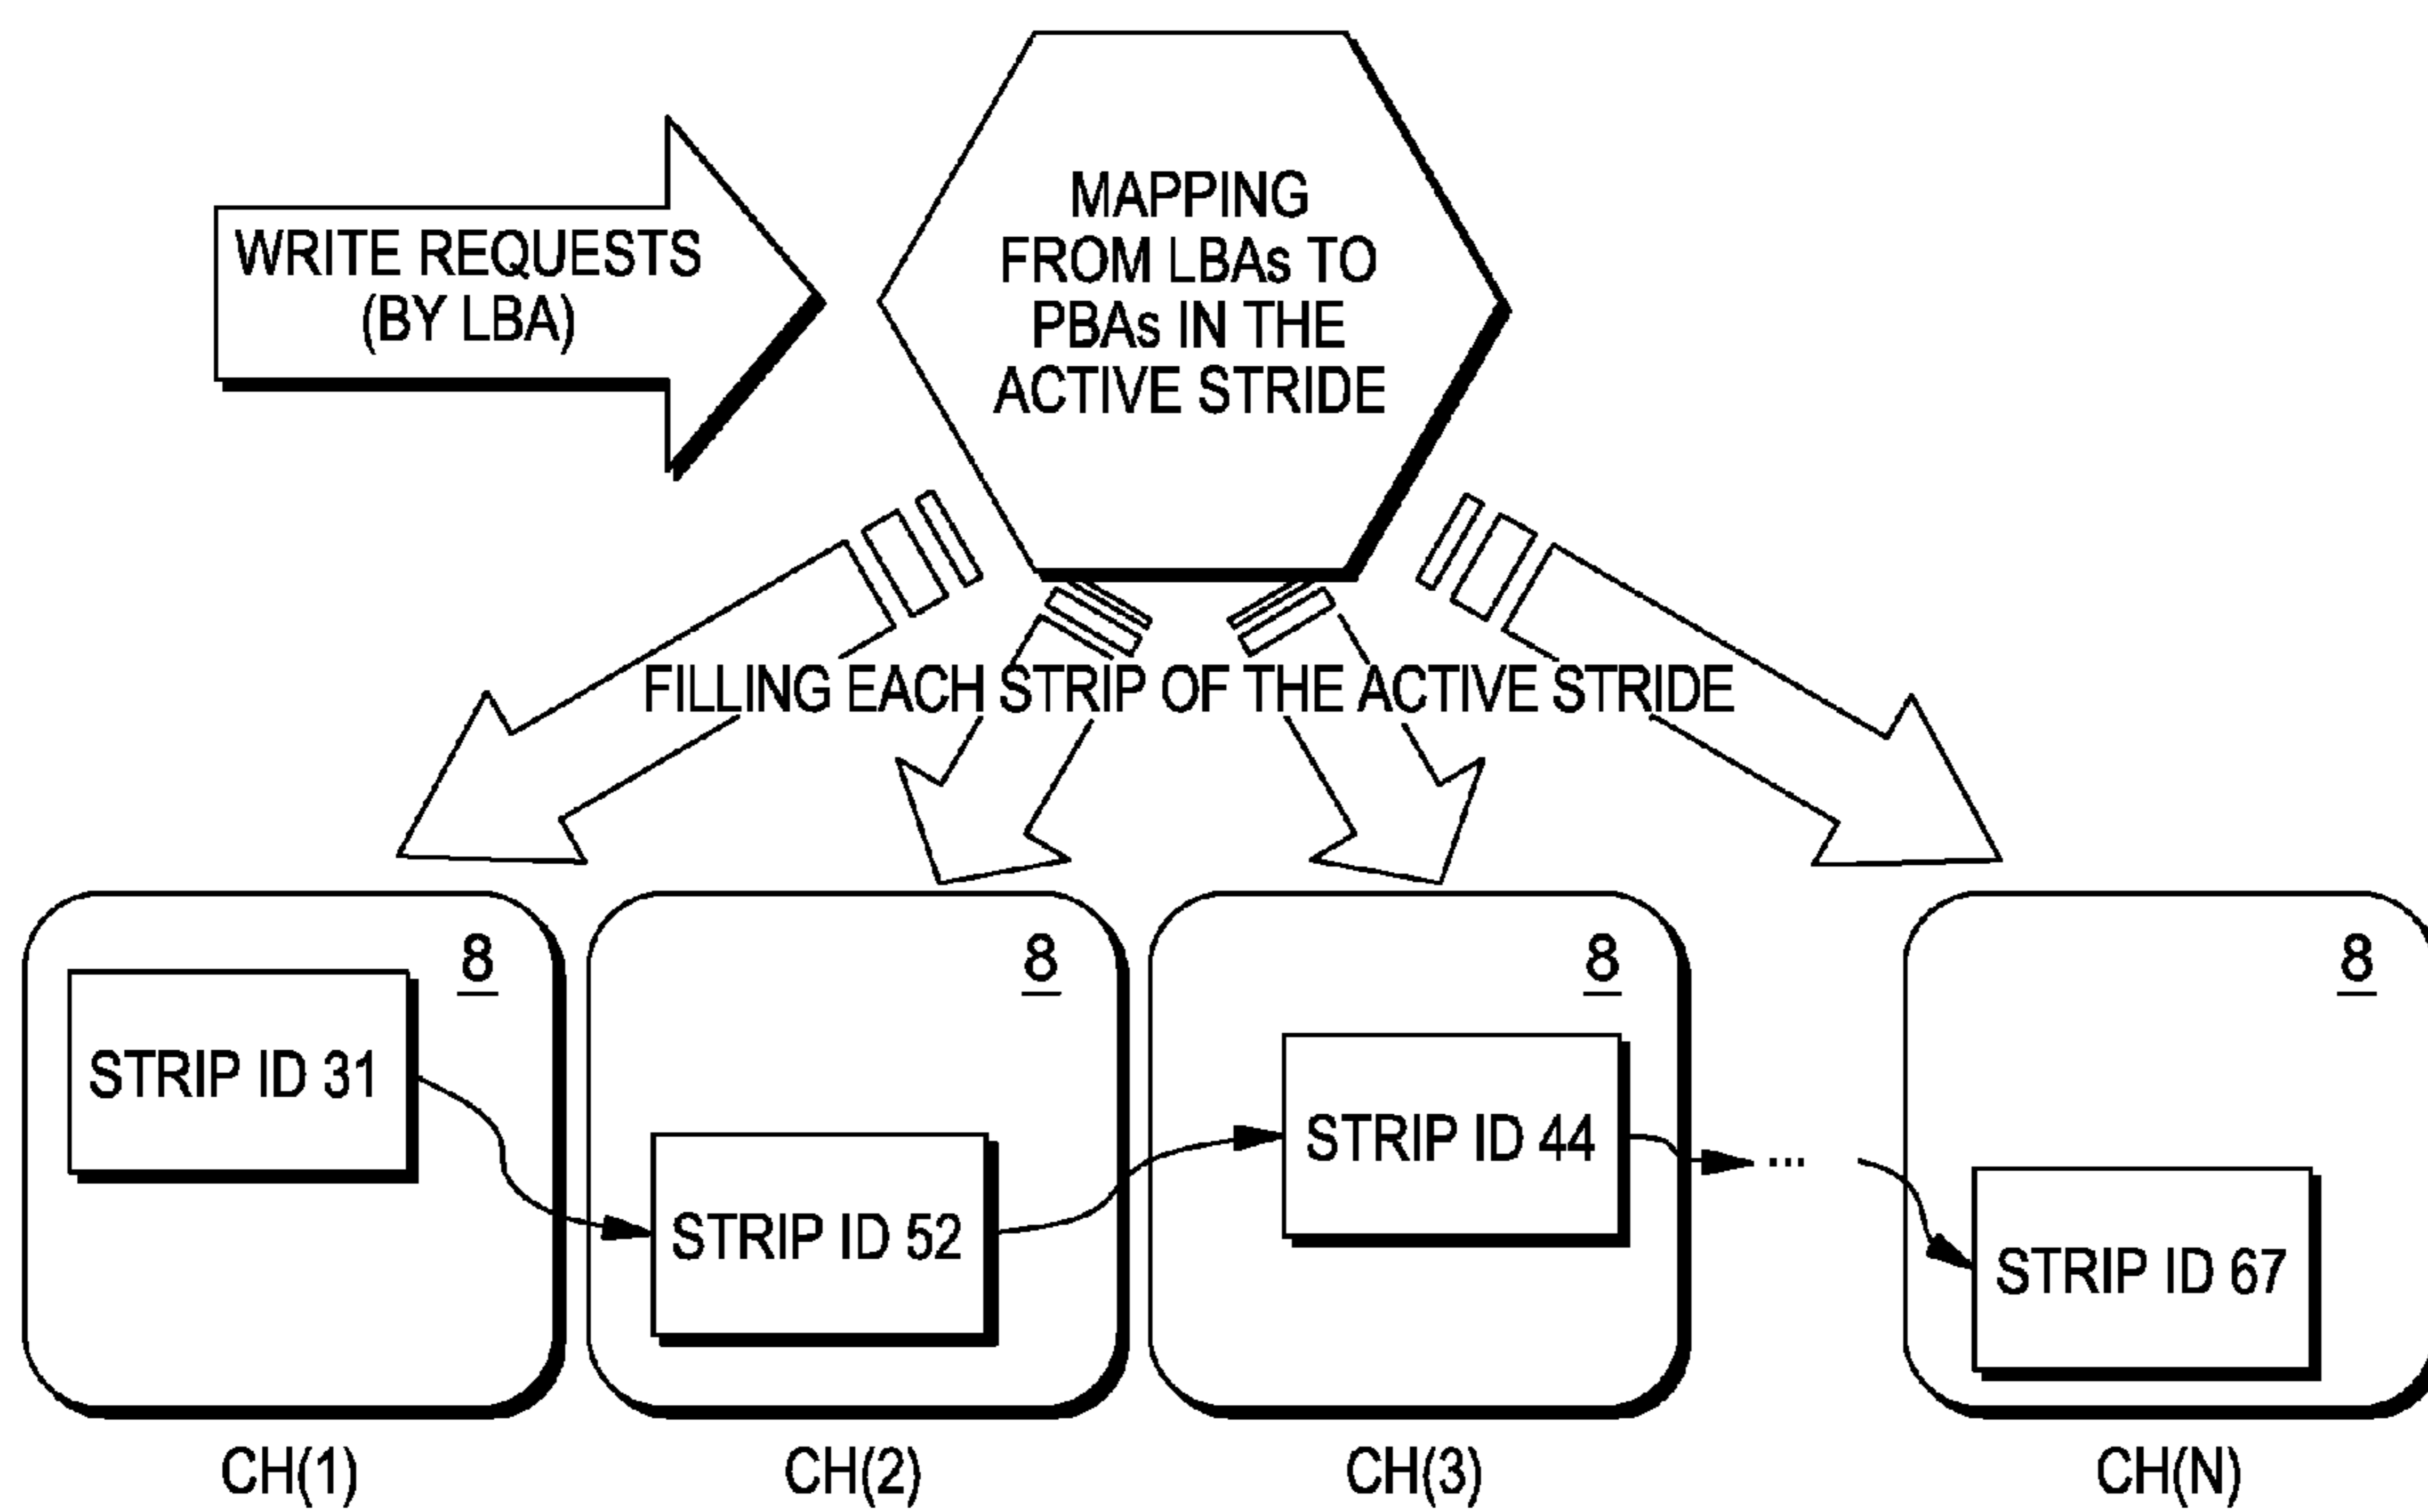 WRITE REQUESTS
(BY LBA)
MAPPING
FROM LBAs TO
PBAs IN THE
ACTIVE STRIDE
FILLING EACH STRIP OF THE ACTIVE STRIDE
8
8
8
8
STRIP ID 31
STRIP ID 52
STRIP ID 44
...
STRIP ID 67
CH(1)
CH(2)
CH(3)
CH(N)